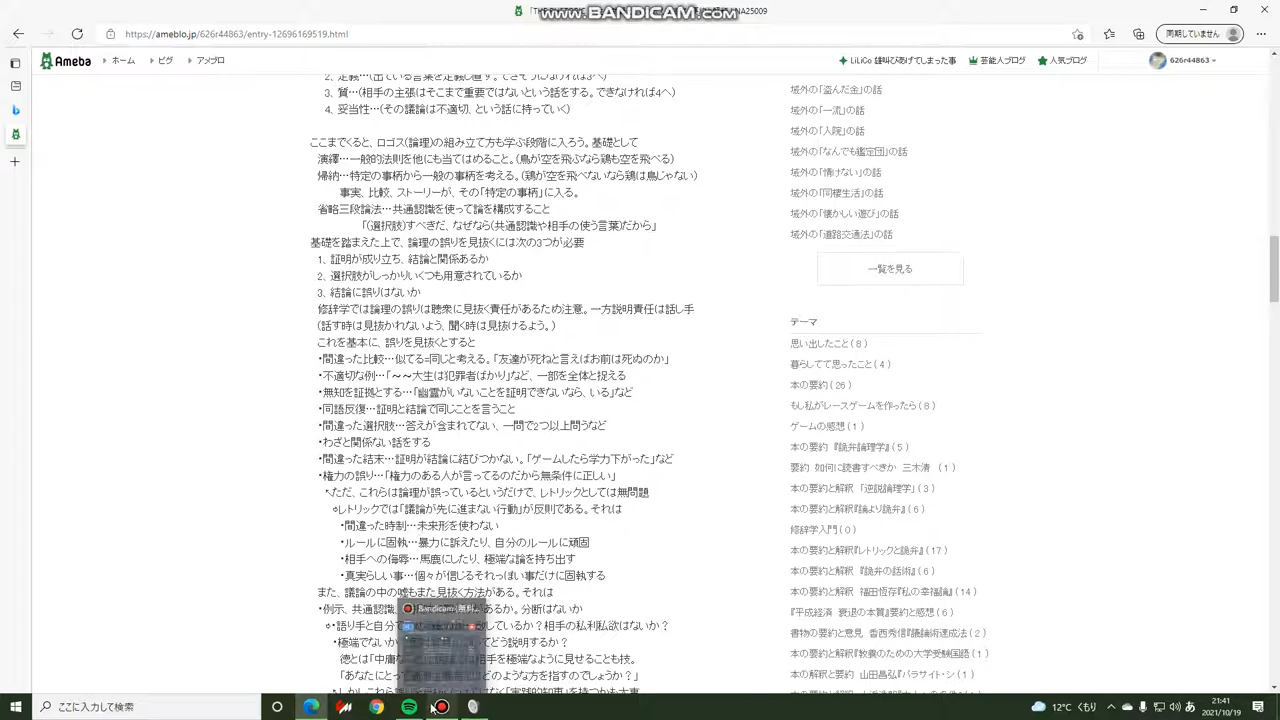 「THE RHETORIC
WWW.BANDICAM.COM
NA25009
https://ameblo.jp/626r44863/entry-12696169519.html
同期していません
Ameba
ホーム
ピグ
アメブロ
LiLiCo 雄叫びあげてしまった事
芸能人ブログ
人気ブログ
626r44863
2、定義…(出ている言葉を定義し直す。できそうになければ3へ)
3、質…(相手の主張はそこまで重要ではないという話をする。できなければ4へ)
4、妥当性…(その議論は不適切、という話に持っていく)
ここまでくると、ロゴス(論理)の組み立て方も学ぶ段階に入ろう。基礎として
演繹…一般的法則を他にも当てはめること。(鳥が空を飛ぶなら鶏も空を飛べる)
帰納…特定の事柄から一般の事柄を考える。(鶏が空を飛べないなら鶏は鳥じゃない)
事実、比較、ストーリーが、その「特定の事柄」に入る。
省略三段論法…共通認識を使って論を構成すること
「(選択肢)すべきだ、なぜなら(共通認識や相手の使う言葉)だから」
基礎を踏まえた上で、論理の誤りを見抜くには次の3つが必要
1、証明が成り立ち、結論と関係あるか
2、選択肢がしっかりいくつも用意されているか
3、結論に誤りはないか
修辞学では論理の誤りは聴衆に見抜く責任があるため注意。一方説明責任は話し手
(話す時は見抜かれないよう、聞く時は見抜けるよう。)
これを基本に、誤りを見抜くとすると
・間違った比較…似てる=同じと考える。「友達が死ねと言えばお前は死ぬのか」
・不適切な例…「～～大生は犯罪者ばかり」など、一部を全体と捉える
・無知を証拠とする…「幽霊がいないことを証明できないなら、いる」など
・同語反復…証明と結論で同じことを言うこと
・間違った選択肢…答えが含まれてない、一問で2つ以上問うなど
・わざと関係ない話をする
・間違った結末…証明が結論に結びつかない。「ゲームしたら学力下がった」など
・権力の誤り…「権力のある人が言ってるのだから無条件に正しい」
↖ただ、これらは論理が誤っているというだけで、レトリックとしては無問題
⇨レトリックでは「議論が先に進まない行動」が反則である。それは
・間違った時制…未来形を使わない
・ルールに固執…暴力に訴えたり、自分のルールに頑固
・相手への侮辱…馬鹿にしたり、極端な論を持ち出す
・真実らしい事…個々が信じるそれっぽい事だけに固執する
また、議論の中の嘘もまた見抜く方法がある。それは
・例示、共通認識、
があるか。分断はないか
・語り手と自分で
しているか？相手の私利私欲はないか？
・極端でないか
いてどう説明するか？
徳とは「中庸な
相手を極端なように見せることも技。
「あなたにとって
どのような方を指すのでしょうか？」
Bandicam (無料
域外の「盗んだ金」の話
域外の「一流」の話
域外の「入院」の話
域外の「なんでも鑑定団」の話
域外の「情けない」の話
域外の「同棲生活」の話
域外の「懐かしい遊び」の話
域外の「道路交通法」の話
一覧を見る
テーマ
思い出したこと ( 8 )
暮らしてて思ったこと ( 4 )
本の要約 ( 26 )
もし私がレースゲームを作ったら ( 8 )
ゲームの感想 ( 1 )
本の要約 『詭弁論理学』 ( 5 )
要約 如何に読書すべきか 三木清 ( 1 )
本の要約と解釈 「逆説論理学」 ( 3 )
本の要約と解釈『論より詭弁』 ( 6 )
修辞学入門 ( 0 )
本の要約と解釈『レトリックと詭弁』 ( 17 )
本の要約と解釈 『詭弁の話術』 ( 6 )
本の要約と解釈 福田恆存『私の幸福論』 ( 14 )
『平成経済 衰退の本質』要約と感想 ( 6 )
書物の要約と意見 香西秀信『議論術速成法』 ( 2 )
本の要約と解釈『教養のための大学受験国語 ( 1 )
本の解釈と要約 山田昌弘『パラサイト・シ ( 1 )
ここに入力して検索
12°C くもり
21:41
2021/10/19